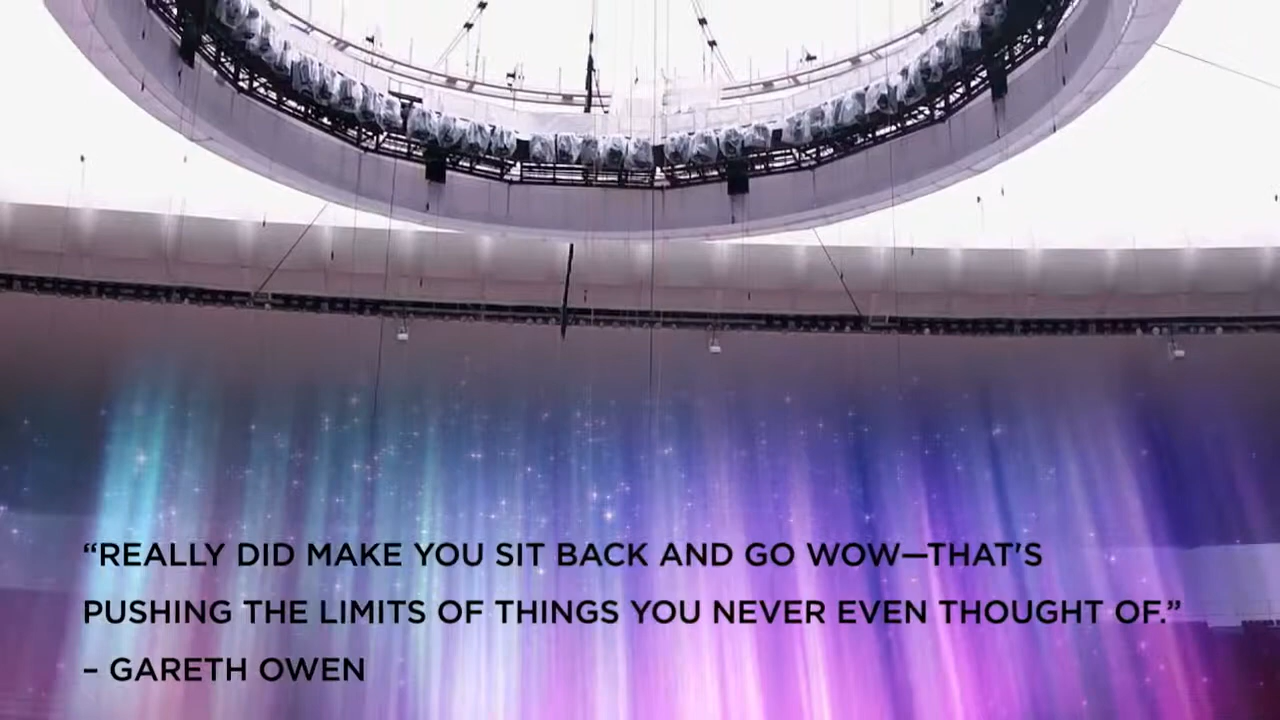 “REALLY DID MAKE YOU SIT BACK AND GO WOW—THAT'S
PUSHING THE LIMITS OF THINGS YOU NEVER EVEN THOUGHT OF.”
– GARETH OWEN